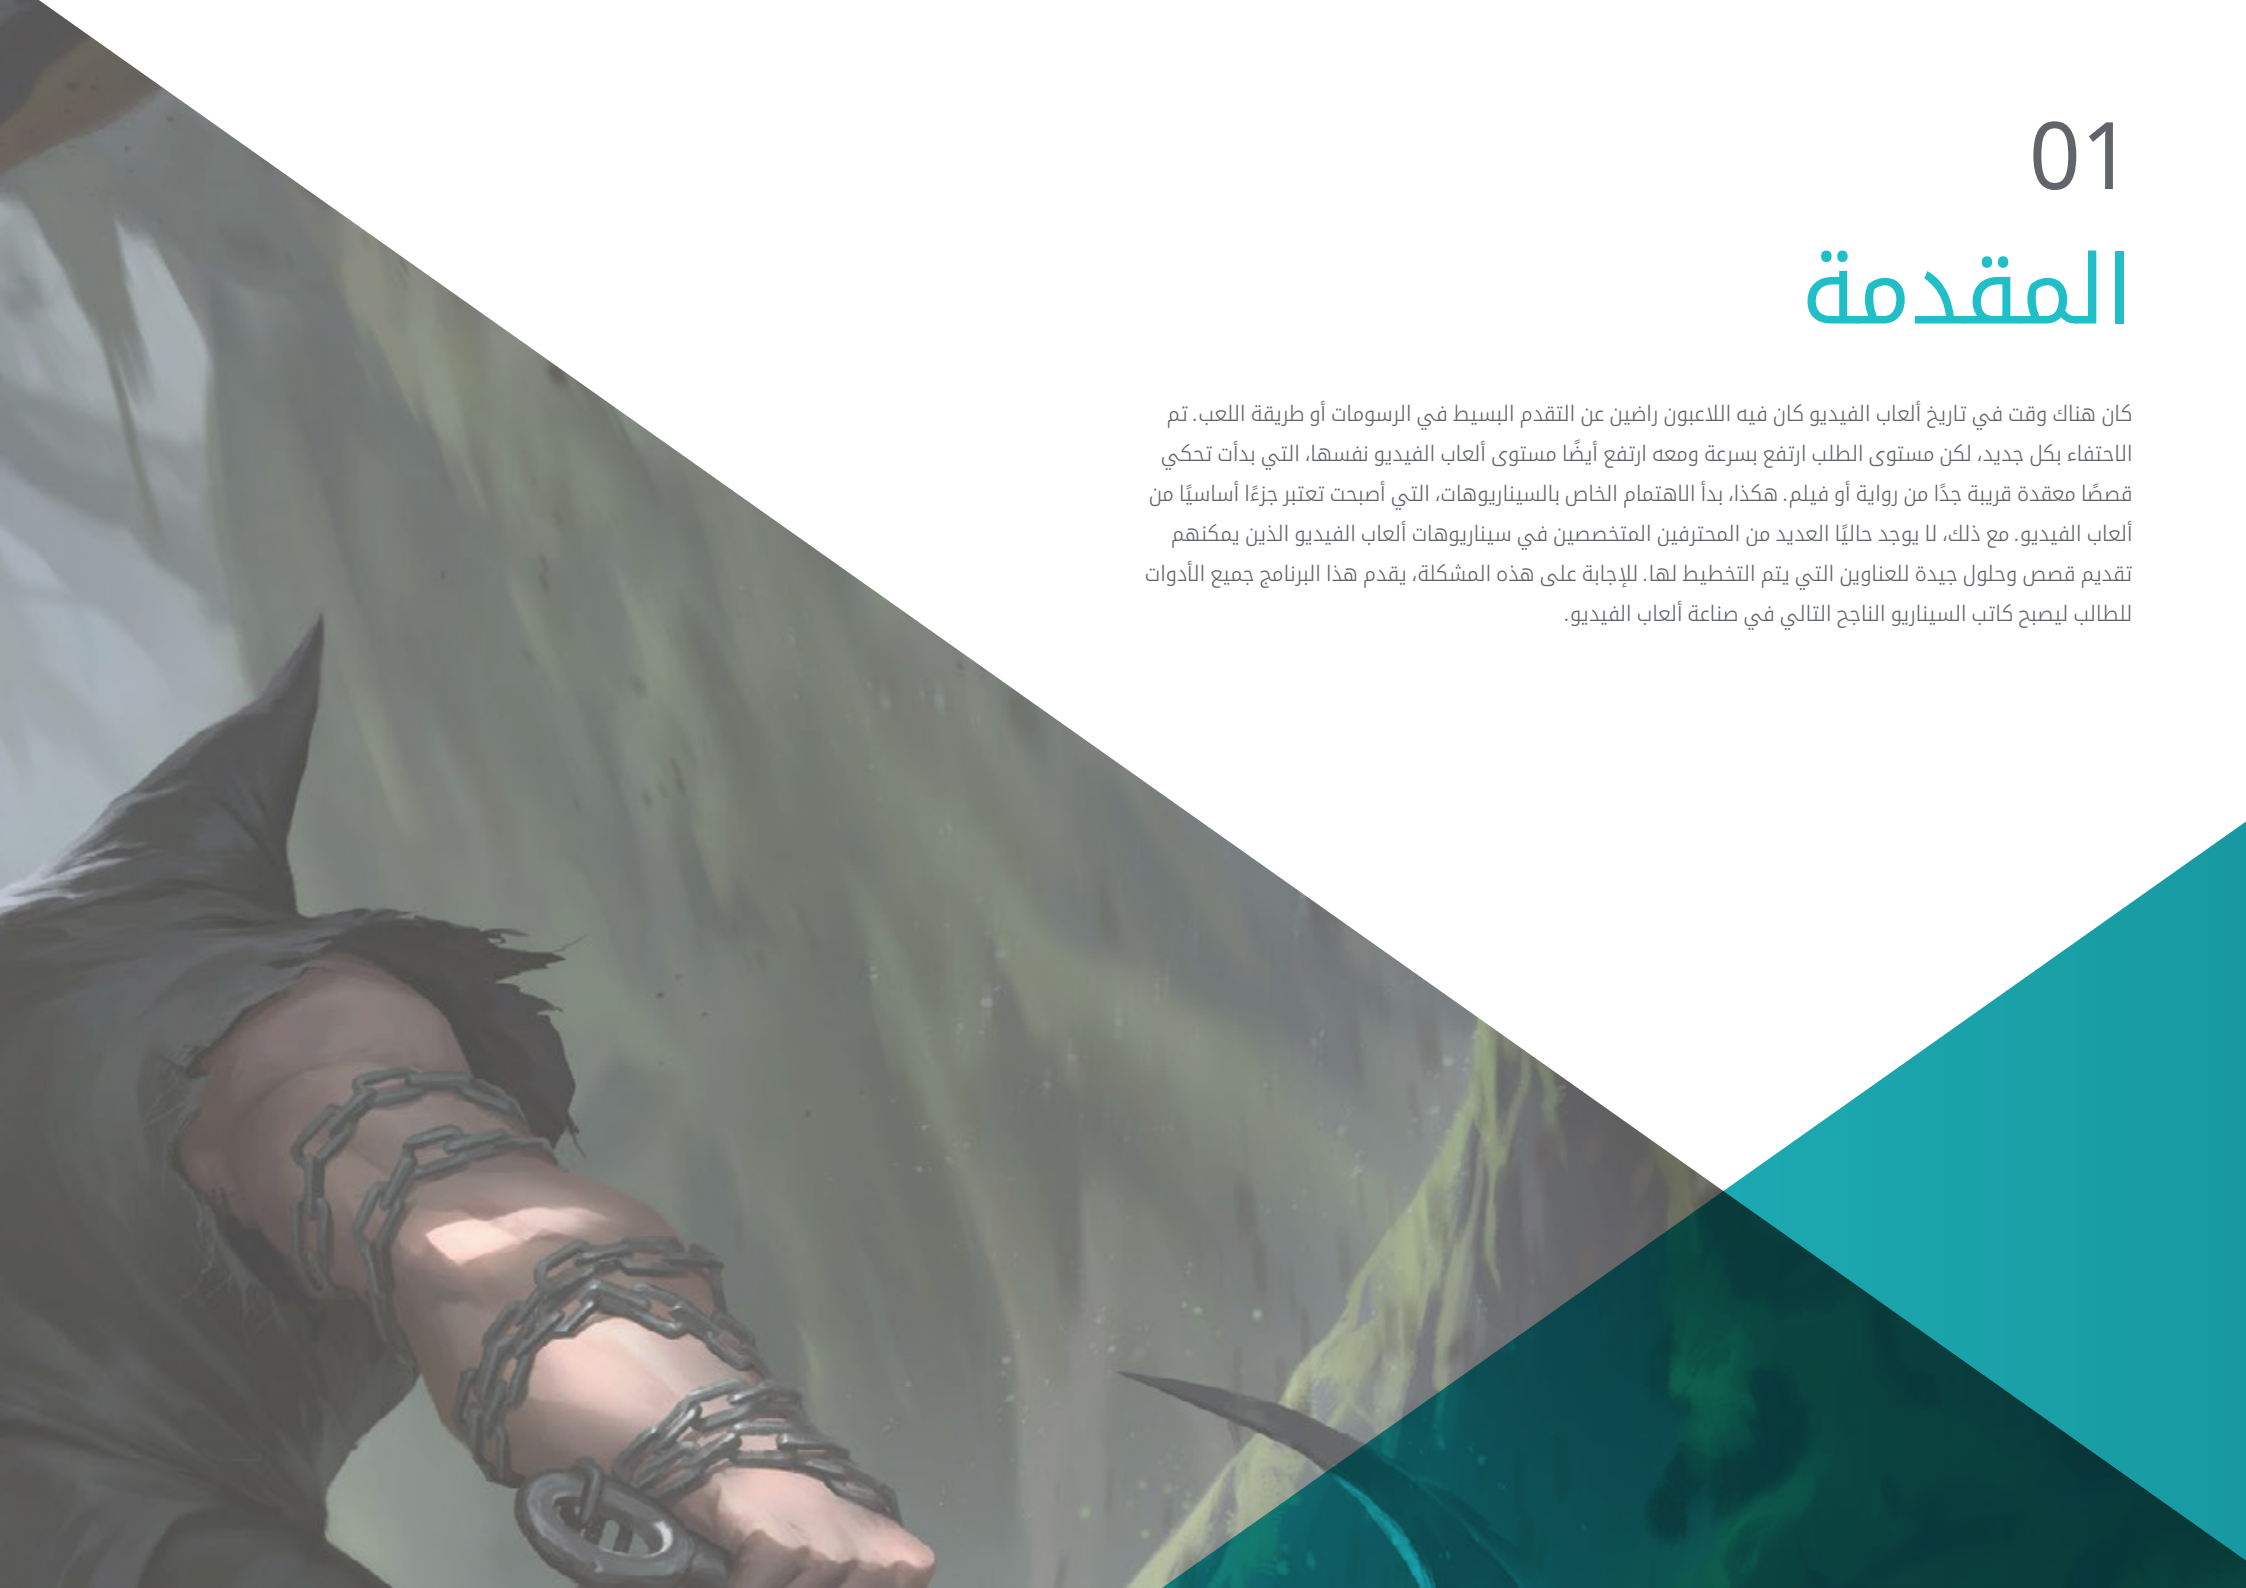 01
المقدمة
كان هناك وقت في تاريخ ألعاب الفيديو كان فيه اللاعبون راضين عن التقدم البسيط في الرسومات أو طريقة اللعب. تم
الاحتفاء بكل جديد، لكن مستوى الطلب ارتفع بسرعة ومعه ارتفع أيضًا مستوى ألعاب الفيديو نفسها، التي بدأت تحكي
قصصًا معقدة قريبة جدًا من رواية أو فيلم. هكذا، بدأ الاهتمام الخاص بالسيناريوهات، التي أصبحت تعتبر جزءًا أساسيًا من
ألعاب الفيديو. مع ذلك، لا يوجد حاليًا العديد من المحترفين المتخصصين في سيناريوهات ألعاب الفيديو الذين يمكنهم
تقديم قصص وحلول جيدة للعناوين التي يتم التخطيط لها. للإجابة على هذه المشكلة، يقدم هذا البرنامج جميع الأدوات
للطالب ليصبح كاتب السيناريو الناجح التالي في صناعة ألعاب الفيديو.